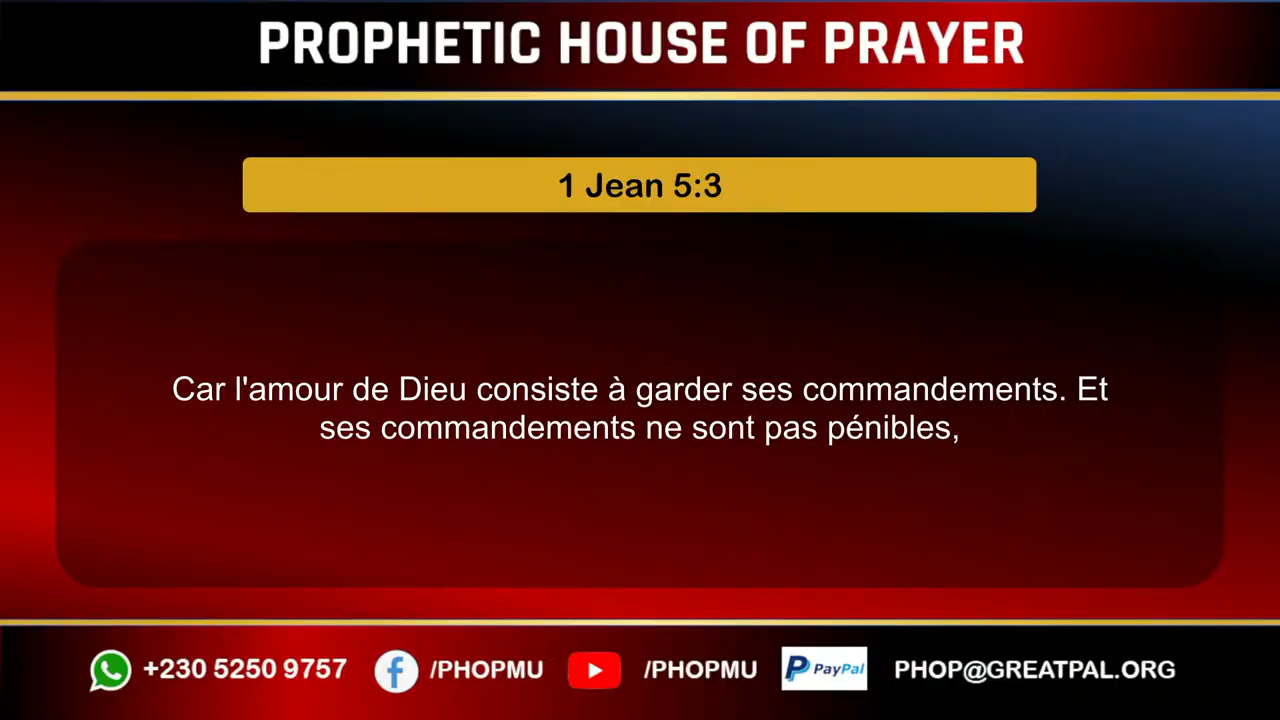 PROPHETIC HOUSE OF PRAYER
1 Jean 5:3
Car l'amour de Dieu consiste à garder ses commandements. Et
ses commandements ne sont pas pénibles,
+230 5250 9757 /PHOPMU /PHOPMU PayPal PHOP@GREATPAL.ORG